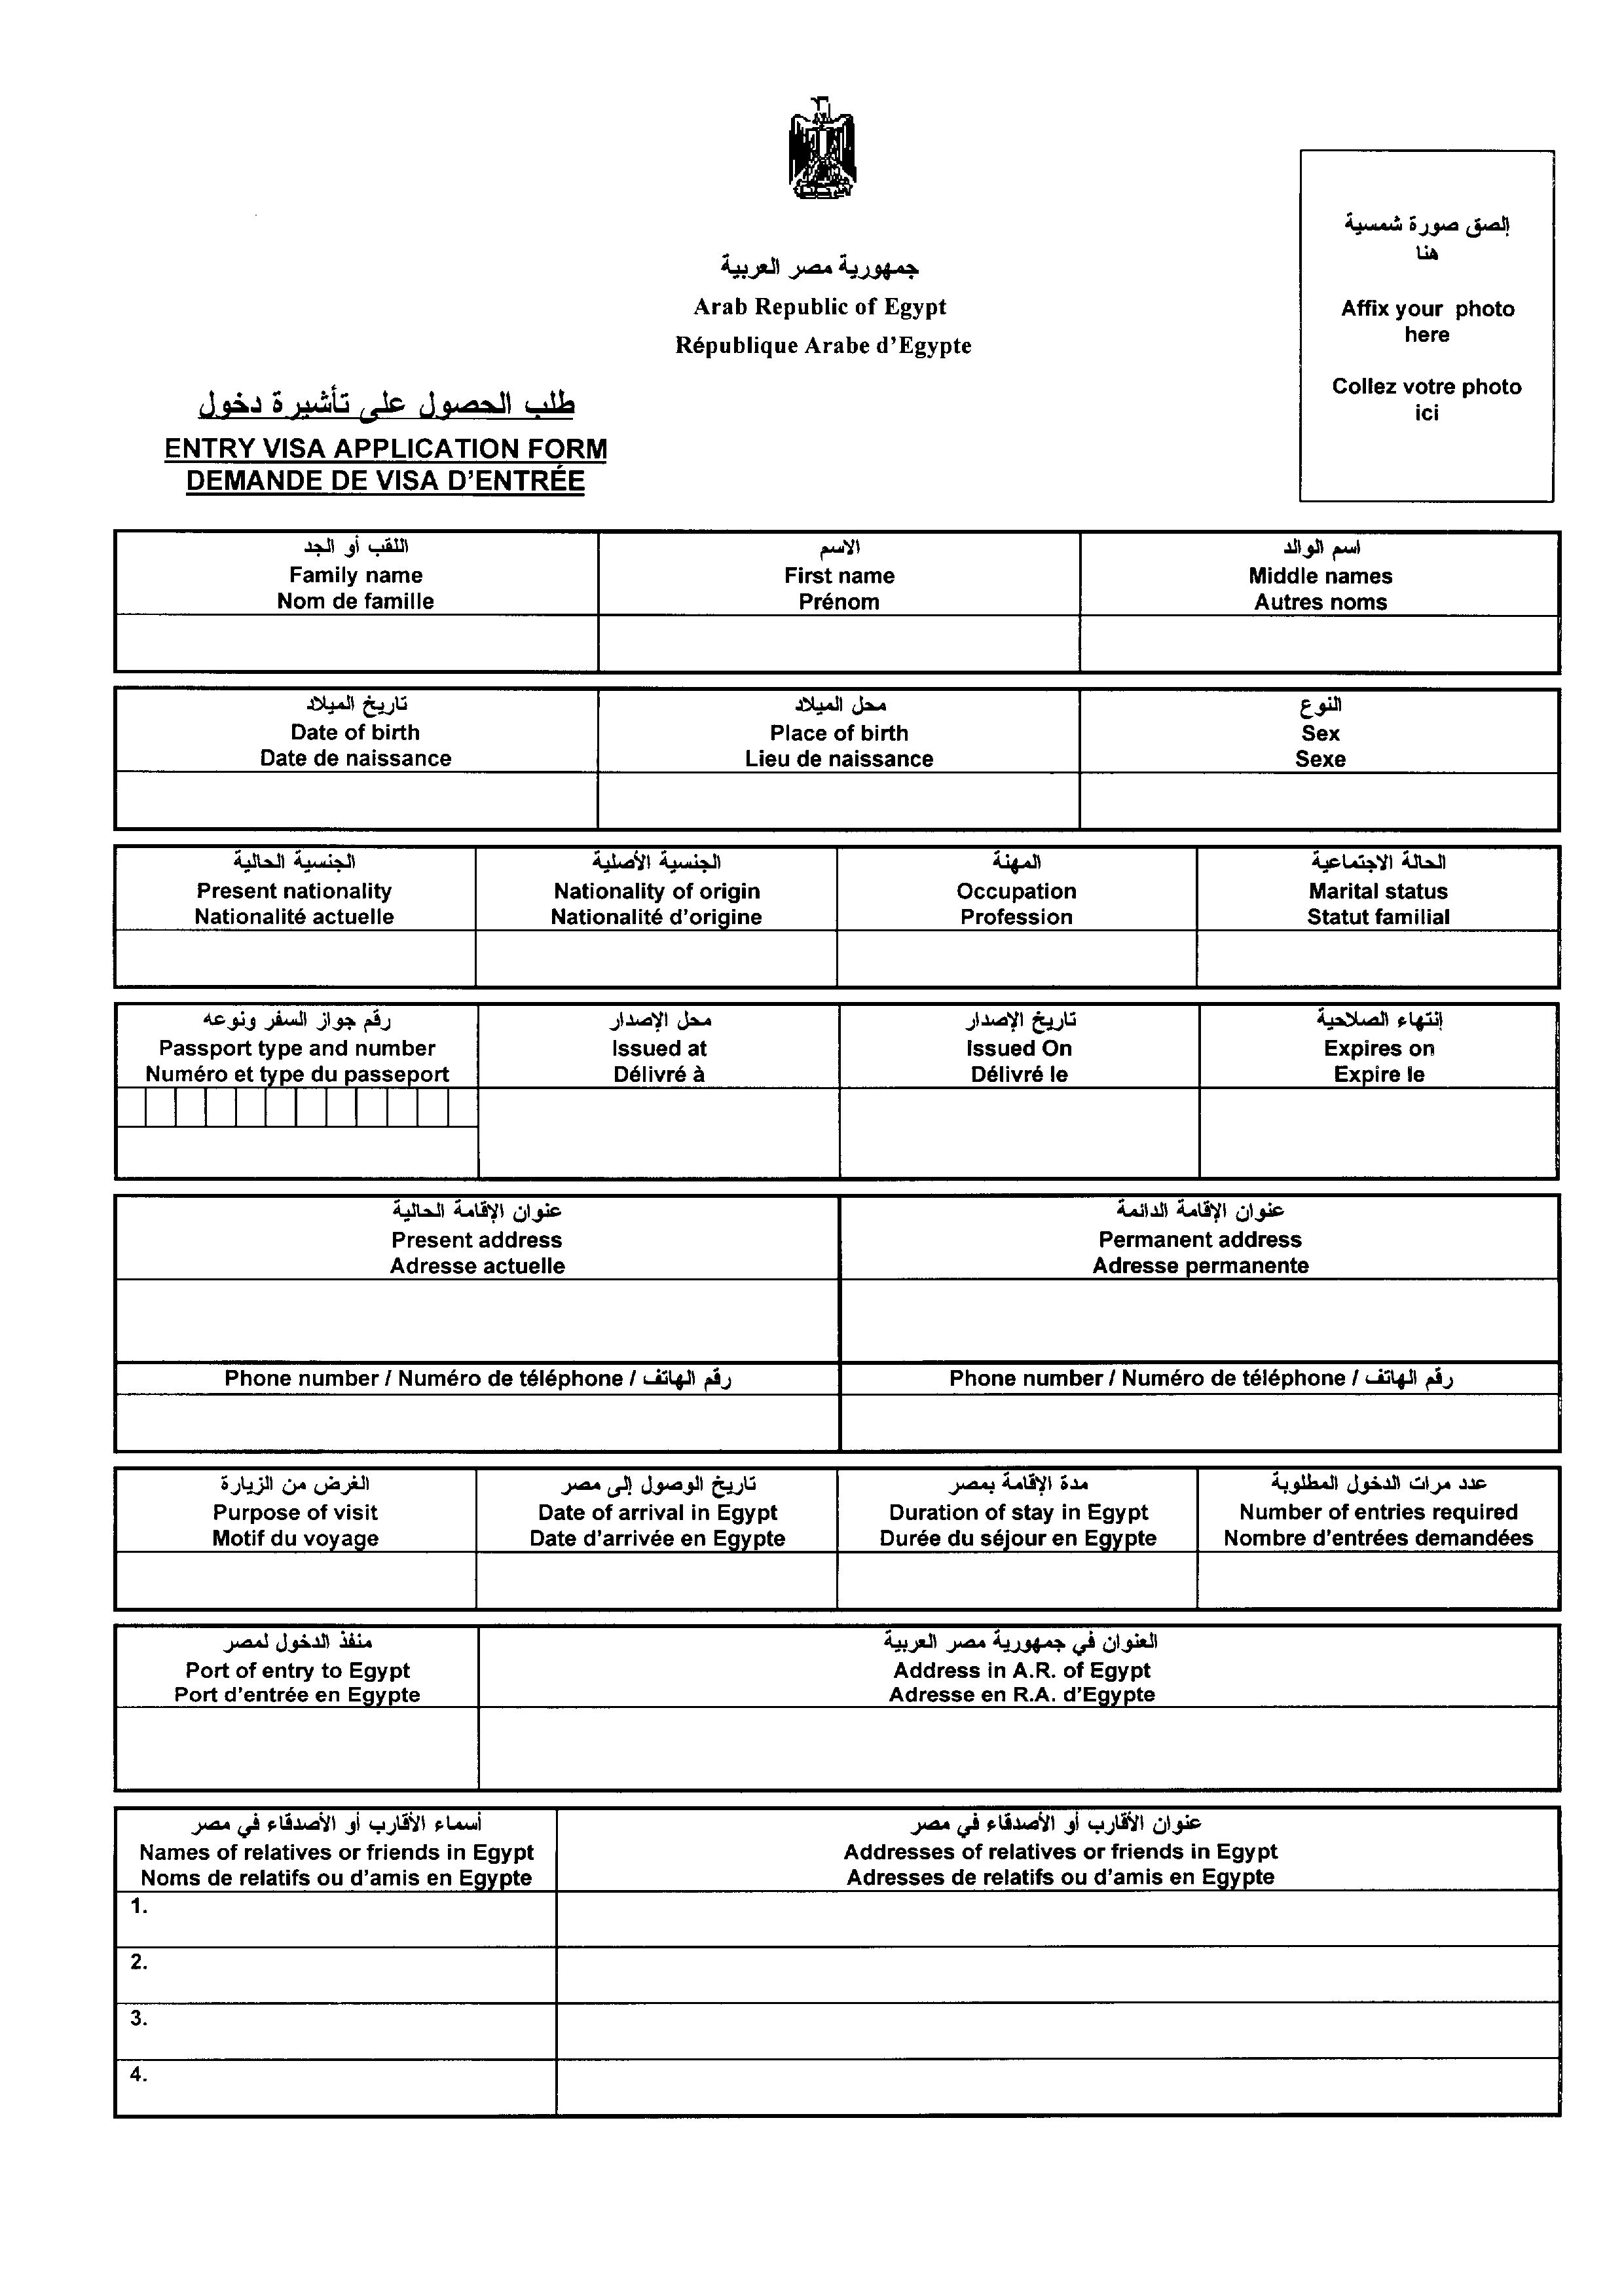 جمهورية مصر العربية
Arab Republic of Egypt
République Arabe d'Egypte
إلصق صورة شمسية
هنا
Affix your photo
here
Collez votre photo
ici
طلب الحصول على تأشيرة دخول
ENTRY VISA APPLICATION FORM
DEMANDE DE VISA D'ENTRÉE
اللقب أو الجد
Family name
Nom de famille
الاسم
First name
Prénom
اسم الوالد
Middle names
Autres noms
تاريخ الميلاد
Date of birth
Date de naissance
محل الميلاد
Place of birth
Lieu de naissance
النوع
Sex
Sexe
الجنسية الحالية
Present nationality
Nationalité actuelle
الجنسية الأصلية
Nationality of origin
Nationalité d'origine
المهنة
Occupation
Profession
الحالة الاجتماعية
Marital status
Statut familial
رقم جواز السفر ونوعه
Passport type and number
Numéro et type du passeport
محل الإصدار
Issued at
Délivré à
تاريخ الإصدار
Issued On
Délivré le
إنتهاء الصلاحية
Expires on
Expire le
عنوان الإقامة الحالية
Present address
Adresse actuelle
عنوان الإقامة الدائمة
Permanent address
Adresse permanente
Phone number / Numéro de téléphone / رقم الهاتف
Phone number / Numéro de téléphone / رقم الهاتف
الغرض من الزيارة
Purpose of visit
Motif du voyage
تاريخ الوصول إلى مصر
Date of arrival in Egypt
Date d'arrivée en Egypte
مدة الإقامة بمصر
Duration of stay in Egypt
Durée du séjour en Egypte
عدد مرات الدخول المطلوبة
Number of entries required
Nombre d'entrées demandées
منفذ الدخول لمصر
Port of entry to Egypt
Port d'entrée en Egypte
العنوان في جمهورية مصر العربية
Address in A.R. of Egypt
Adresse en R.A. d'Egypte
أسماء الأقارب أو الأصدقاء في مصر
Names of relatives or friends in Egypt
Noms de relatifs ou d'amis en Egypte
عنوان الأقارب أو الأصدقاء في مصر
Addresses of relatives or friends in Egypt
Adresses de relatifs ou d'amis en Egypte
1.
2.
3.
4.